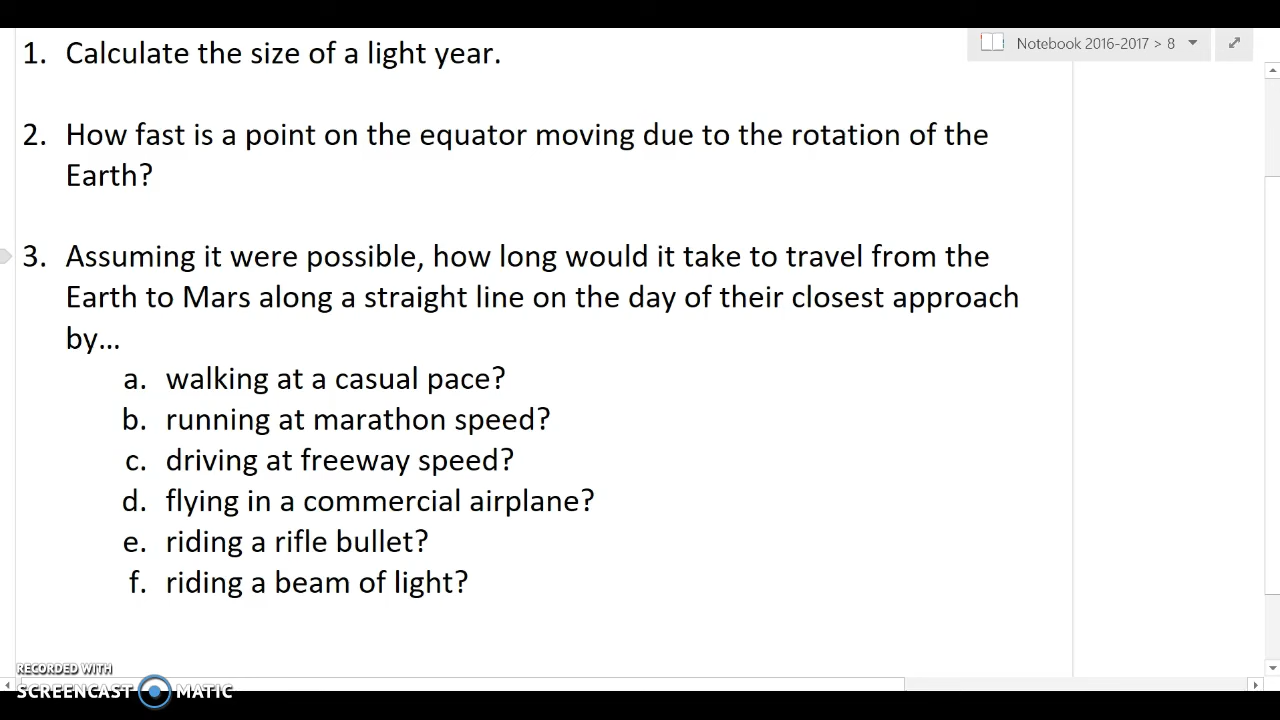 Notebook 2016-2017 > 8
1. Calculate the size of a light year.
2. How fast is a point on the equator moving due to the rotation of the
Earth?
3. Assuming it were possible, how long would it take to travel from the
Earth to Mars along a straight line on the day of their closest approach
by...
a. walking at a casual pace?
b. running at marathon speed?
c. driving at freeway speed?
d. flying in a commercial airplane?
e. riding a rifle bullet?
f. riding a beam of light?
RECORDED WITH
SCREENCAST MATIC